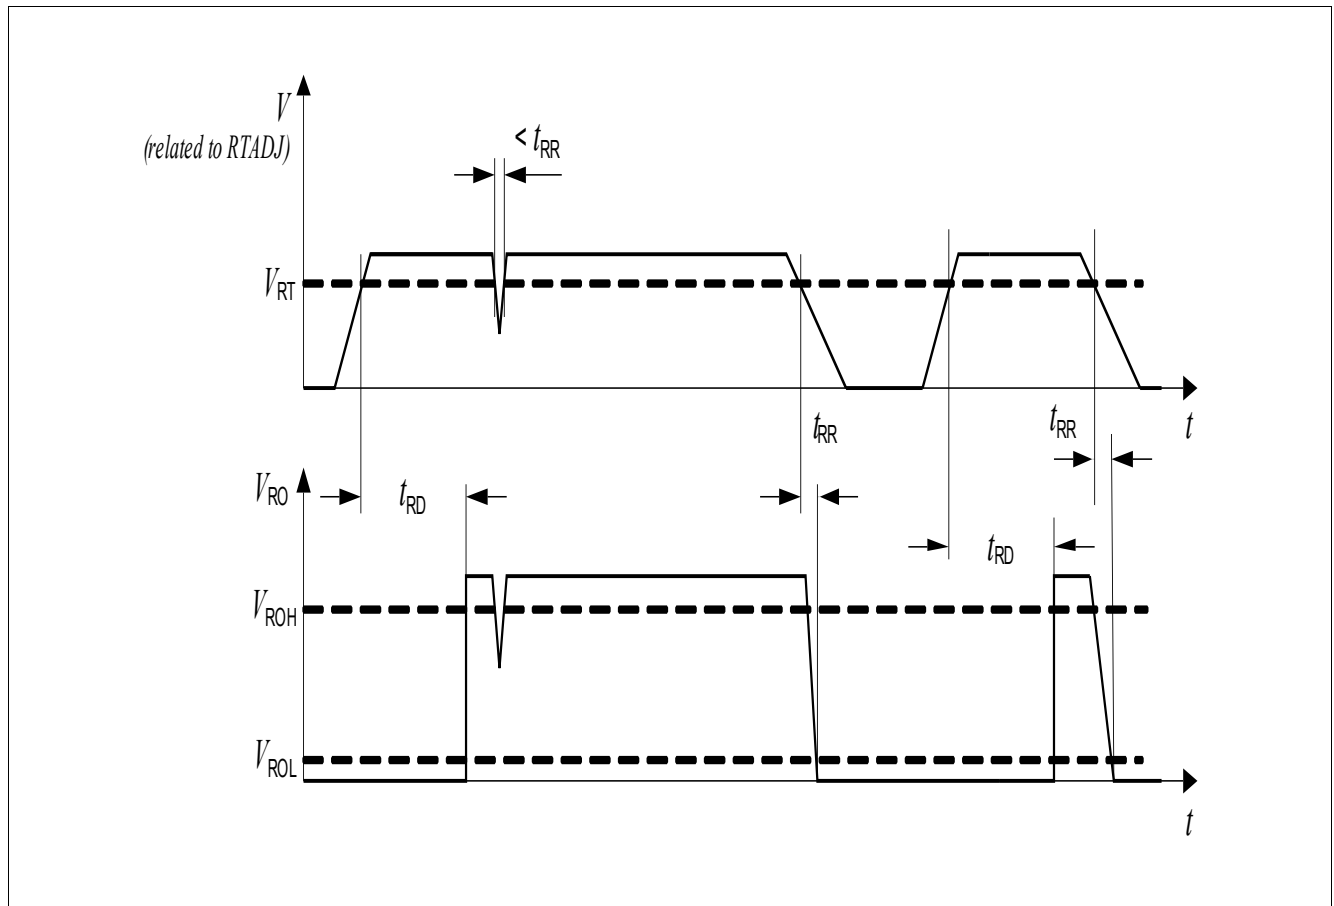 V
(related to RTADJ)
< tRR
VRT
tRR
tRR
t
VRO
tRD
tRD
VROH
VROL
t